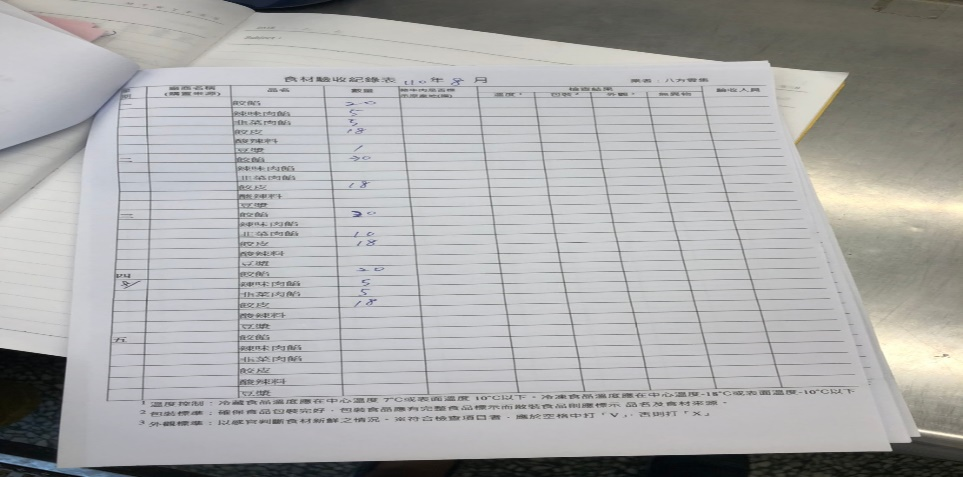 食材驗收記錄表 110年 8 月 業者：八方雲集
星期 廠商名稱(購買來源) 品名 數量 檢查結果 驗收人員
溫度¹ 包裝² 外觀³ 無異物
一 餃餡 20
辣味肉餡 5
韭菜肉餡 5
餃皮 18
酸辣料
豆漿 1
二 餃餡 20
辣味肉餡
韭菜肉餡
餃皮 18
酸辣料
豆漿
三 餃餡 20
辣味肉餡
韭菜肉餡 10
餃皮 18
酸辣料
豆漿
四 餃餡 20
辣味肉餡 5
韭菜肉餡 5
餃皮 18
酸辣料
豆漿
五 餃餡
辣味肉餡
韭菜肉餡
餃皮
酸辣料
豆漿
¹ 溫度控制：冷藏食品溫度應在中心溫度 7°C或表面溫度 10°C以下，冷凍食品溫度應在中心溫度-18°C或表面溫度-10°C以下
² 包裝標準：確保食品包裝完好，包裝食品應有完整食品標示而散裝食品則應標示 品名及食材來源。
³ 外觀標準：以感官判斷食材新鮮之情況。※符合檢查項目者，應於空格中打「V」，否則打「X」